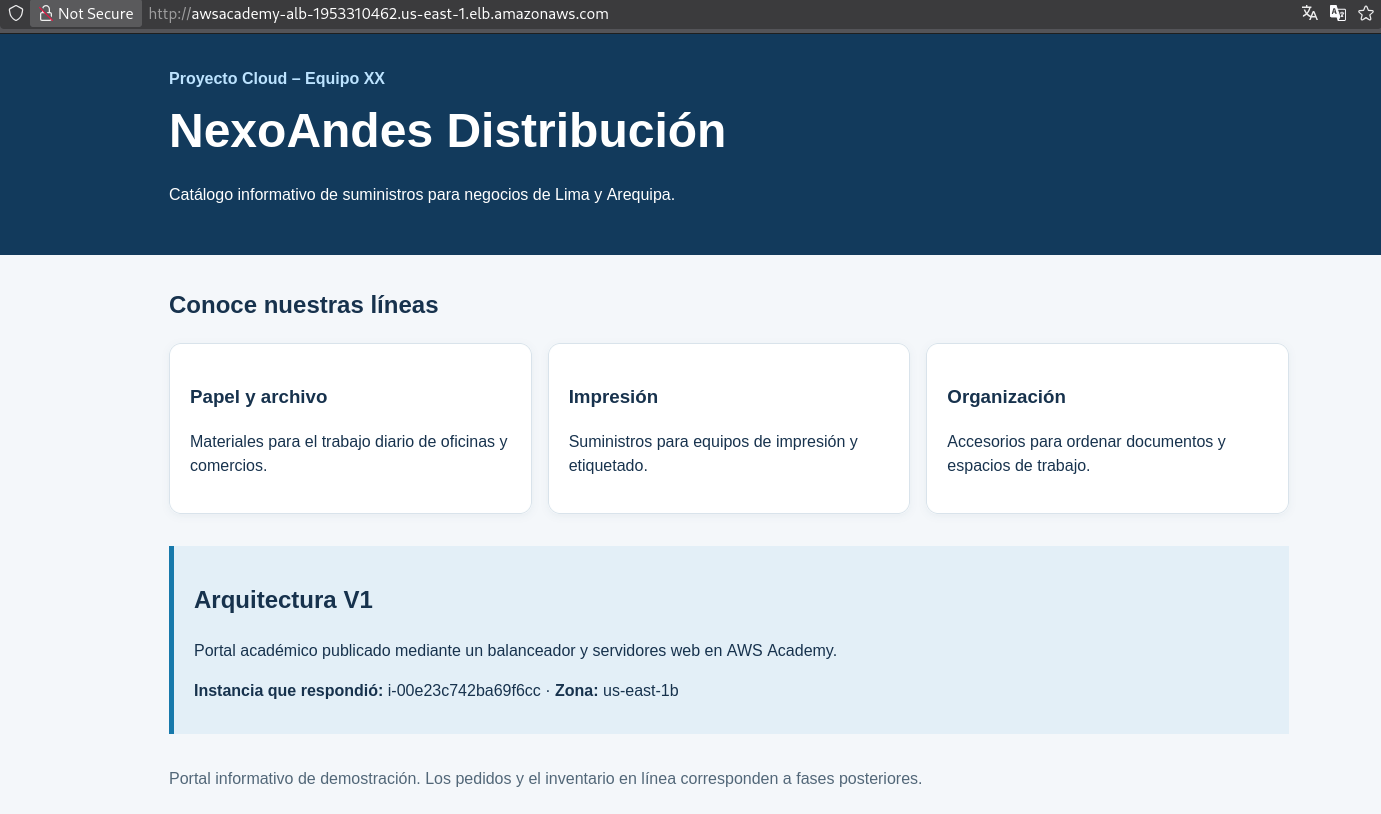 Not Secure http://awsacademy-alb-1953310462.us-east-1.elb.amazonaws.com
Proyecto Cloud – Equipo XX
NexoAndes Distribución
Catálogo informativo de suministros para negocios de Lima y Arequipa.
Conoce nuestras líneas
Papel y archivo
Materiales para el trabajo diario de oficinas y
comercios.
Impresión
Suministros para equipos de impresión y
etiquetado.
Organización
Accesorios para ordenar documentos y
espacios de trabajo.
Arquitectura V1
Portal académico publicado mediante un balanceador y servidores web en AWS Academy.
Instancia que respondió: i-00e23c742ba69f6cc · Zona: us-east-1b
Portal informativo de demostración. Los pedidos y el inventario en línea corresponden a fases posteriores.